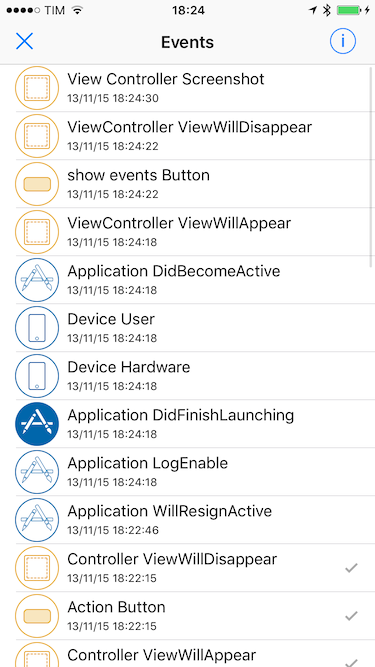 TIM 18:24
Events
View Controller Screenshot
13/11/15 18:24:30
ViewController ViewWillDisappear
13/11/15 18:24:22
show events Button
13/11/15 18:24:22
ViewController ViewWillAppear
13/11/15 18:24:18
Application DidBecomeActive
13/11/15 18:24:18
Device User
13/11/15 18:24:18
Device Hardware
13/11/15 18:24:18
Application DidFinishLaunching
13/11/15 18:24:18
Application LogEnable
13/11/15 18:24:18
Application WillResignActive
13/11/15 18:22:46
Controller ViewWillDisappear
13/11/15 18:22:15
Action Button
13/11/15 18:22:15
Controller ViewWillAppear